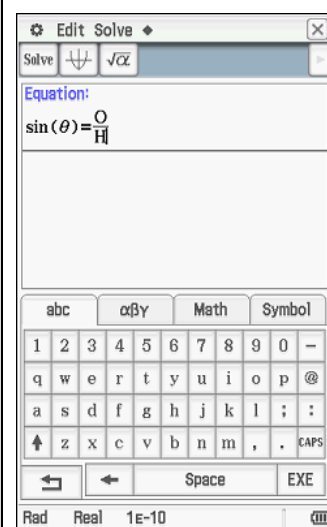 Edit Solve ◆
Solve √α
Equation:
sin(θ)=O/H
abc αβγ Math Symbol
1 2 3 4 5 6 7 8 9 0 −
q w e r t y u i o p @
a s d f g h j k l ; :
z x c v b n m , . CAPS
Space EXE
Rad Real 1E-10